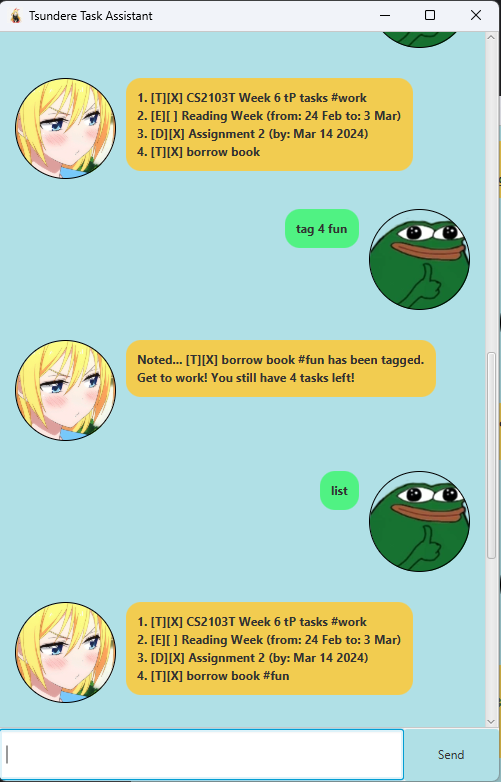 Tsundere Task Assistant
1. [T][X] CS2103T Week 6 tP tasks #work
2. [E][ ] Reading Week (from: 24 Feb to: 3 Mar)
3. [D][X] Assignment 2 (by: Mar 14 2024)
4. [T][X] borrow book
tag 4 fun
Noted... [T][X] borrow book #fun has been tagged.
Get to work! You still have 4 tasks left!
list
1. [T][X] CS2103T Week 6 tP tasks #work
2. [E][ ] Reading Week (from: 24 Feb to: 3 Mar)
3. [D][X] Assignment 2 (by: Mar 14 2024)
4. [T][X] borrow book #fun
Send